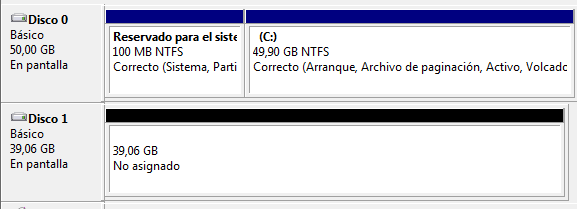 Disco 0
Básico
50,00 GB
En pantalla
Reservado para el siste
100 MB NTFS
Correcto (Sistema, Parti
(C:)
49,90 GB NTFS
Correcto (Arranque, Archivo de paginación, Activo, Volcado
Disco 1
Básico
39,06 GB
En pantalla
39,06 GB
No asignado